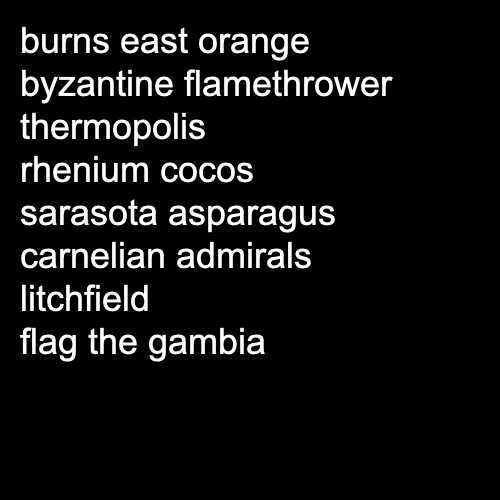 burns east orange
byzantine flamethrower
thermopolis
rhenium cocos
sarasota asparagus
carnelian admirals
litchfield
flag the gambia